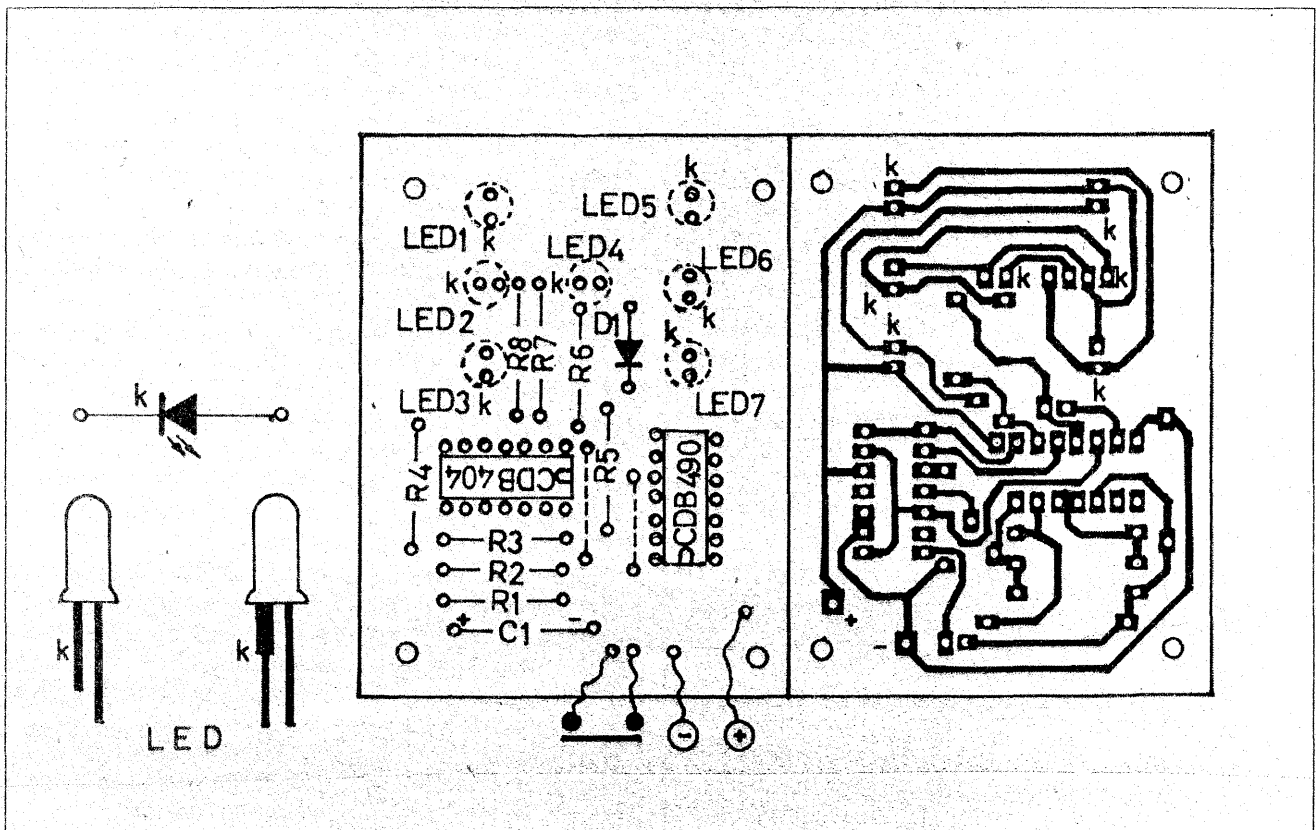 k
k
k
LED
LED1
k
LED5
k
LED4
k
k
LED2
LED6
k
D1
R8
R7
R6
LED3
k
k
LED7
R4
CDB404
R5
CDB490
R3
R2
R1
+ C1 -
- +
k
k
k
k
k
k
k
+
-